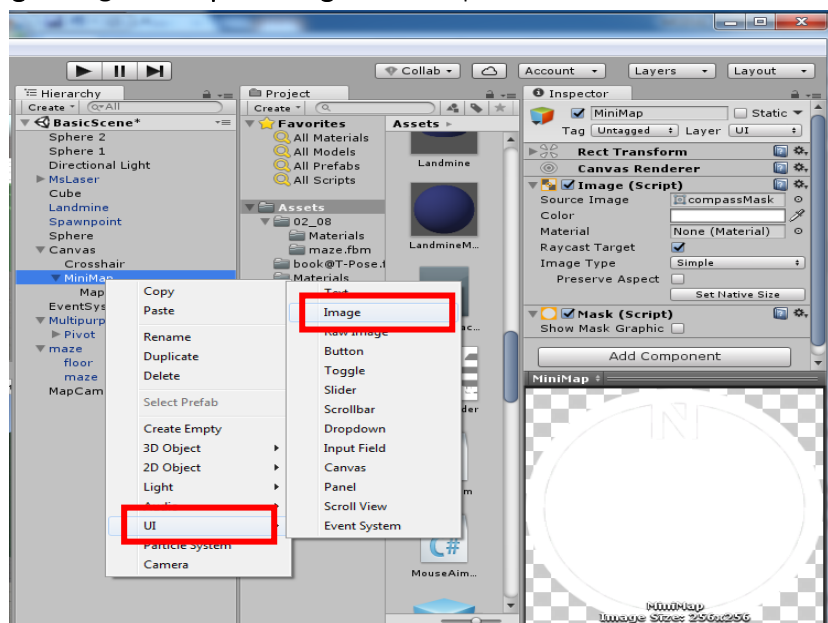 Collab
Account
Layers
Layout
Hierarchy
Create
All
BasicScene*
Sphere 2
Sphere 1
Directional Light
MsLaser
Cube
Landmine
Spawnpoint
Sphere
Canvas
Crosshair
MiniMap
Map
EventSys
Multipurp
Pivot
maze
floor
maze
MapCam
Project
Create
Favorites
All Materials
All Models
All Prefabs
All Scripts
Assets
02_08
Materials
maze.fbm
book@T-Pose.f
Materials
Assets
Landmine
LandmineM...
ac...
der
m
C#
MouseAim...
Copy
Paste
Rename
Duplicate
Delete
Select Prefab
Create Empty
3D Object
2D Object
Light
UI
Particle System
Camera
Text
Image
Raw Image
Button
Toggle
Slider
Scrollbar
Dropdown
Input Field
Canvas
Panel
Scroll View
Event System
Inspector
MiniMap Static
Tag Untagged Layer UI
Rect Transform
Canvas Renderer
Image (Script)
Source Image compassMask
Color
Material None (Material)
Raycast Target
Image Type Simple
Preserve Aspect
Set Native Size
Mask (Script)
Show Mask Graphic
Add Component
MiniMap
N
MiniMap
Image Size: 256x256